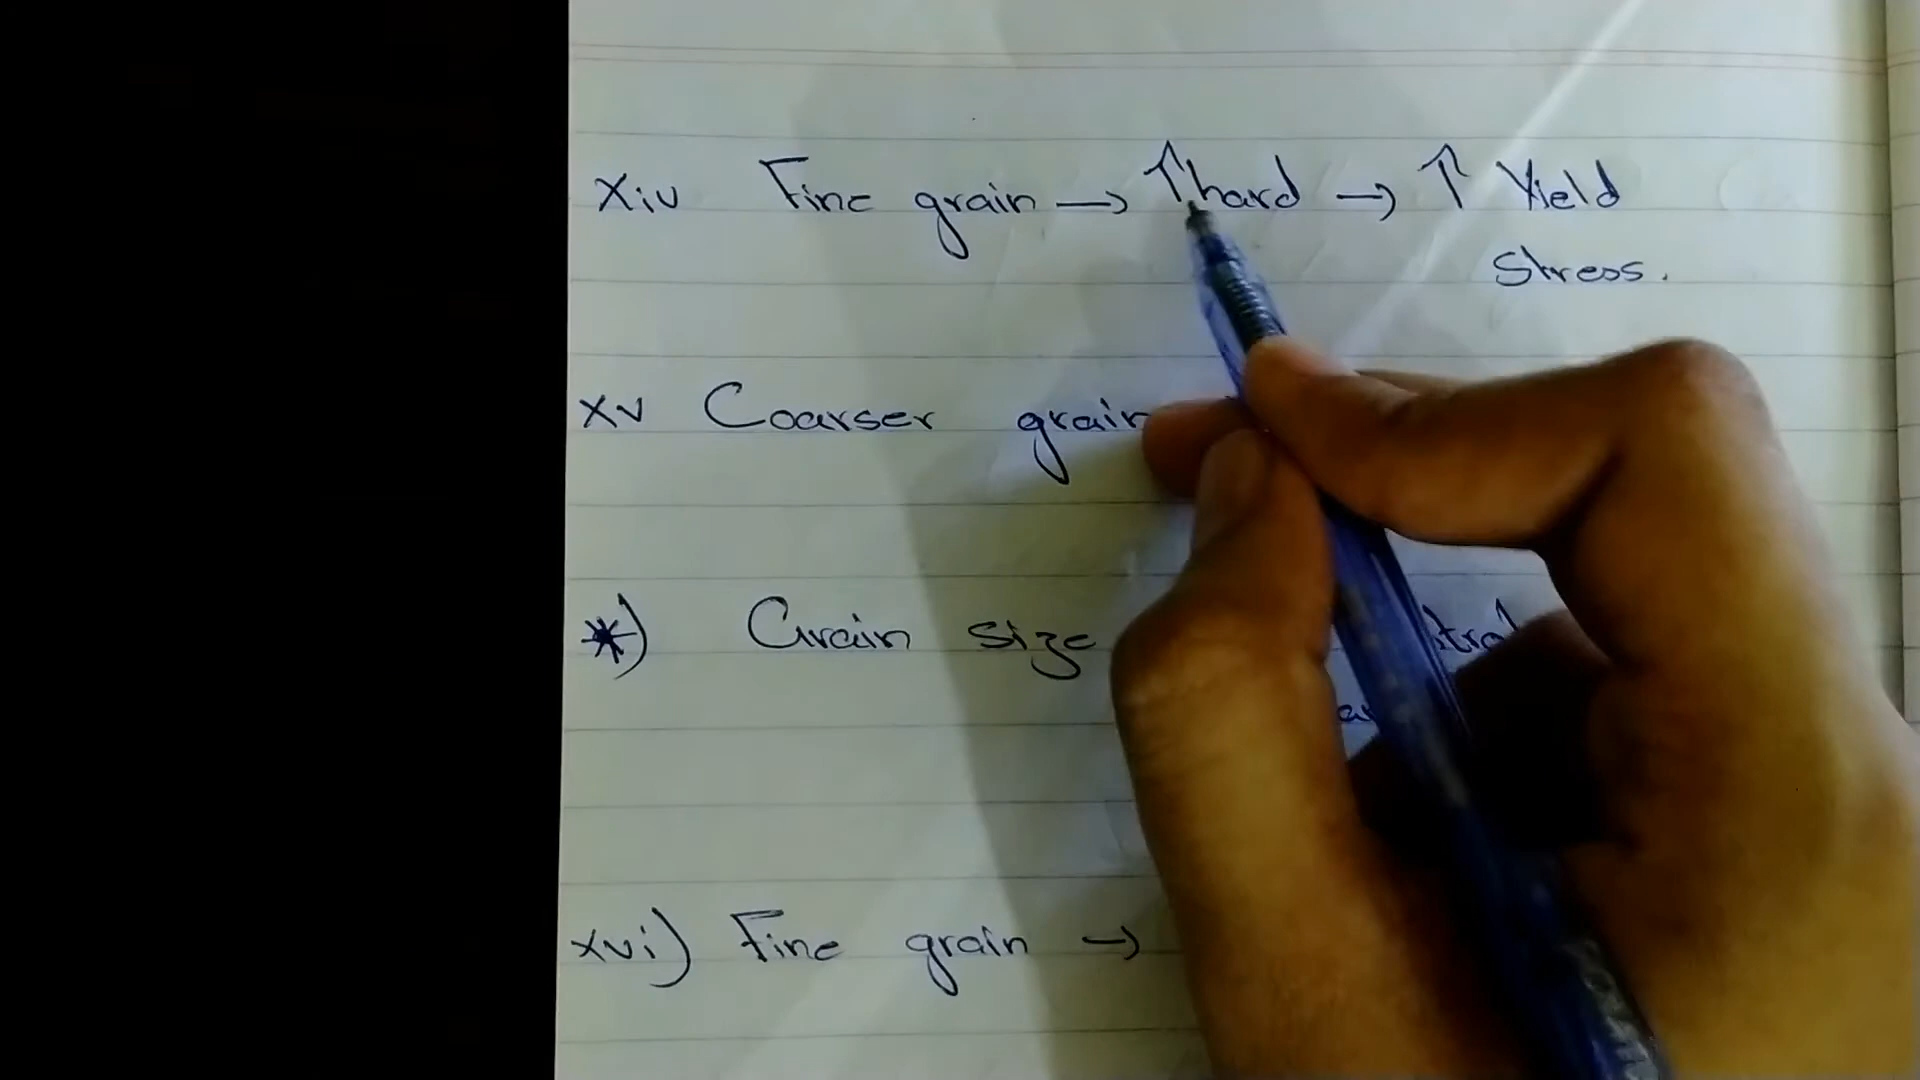 xiv Fine grain → ↑hard → ↑ Yield
Stress.
xv Coarser grain
*) Grain size
xvi) Fine grain →